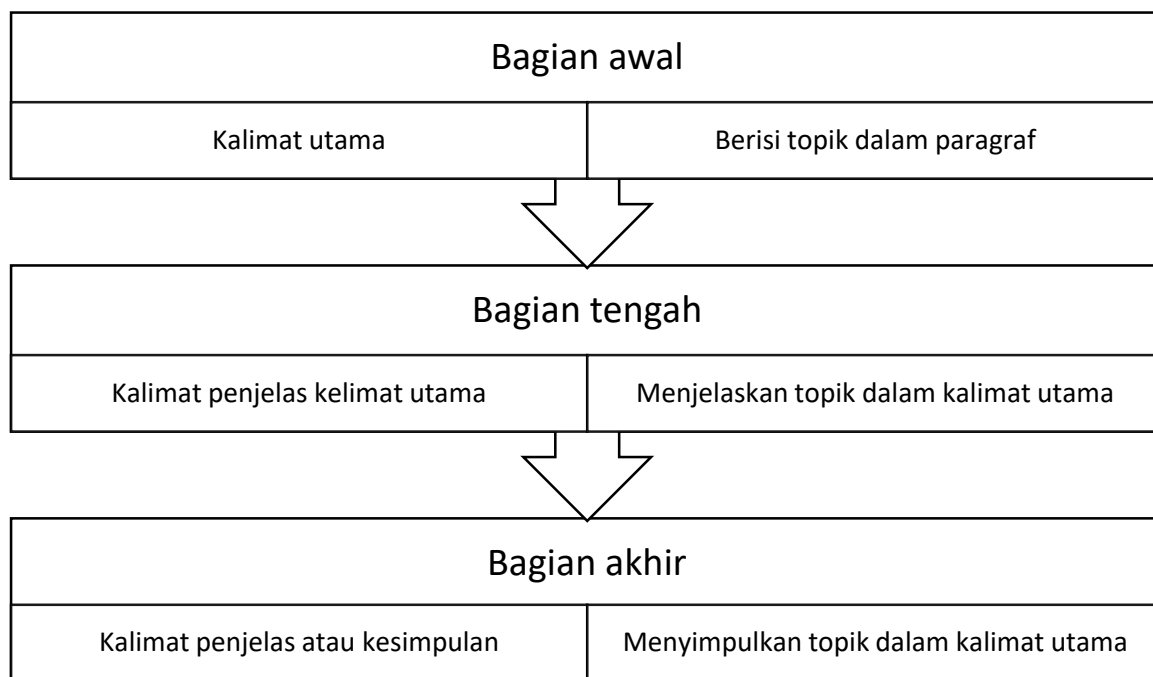 Bagian awal
Kalimat utama
Berisi topik dalam paragraf
Bagian tengah
Kalimat penjelas kelimat utama
Menjelaskan topik dalam kalimat utama
Bagian akhir
Kalimat penjelas atau kesimpulan
Menyimpulkan topik dalam kalimat utama